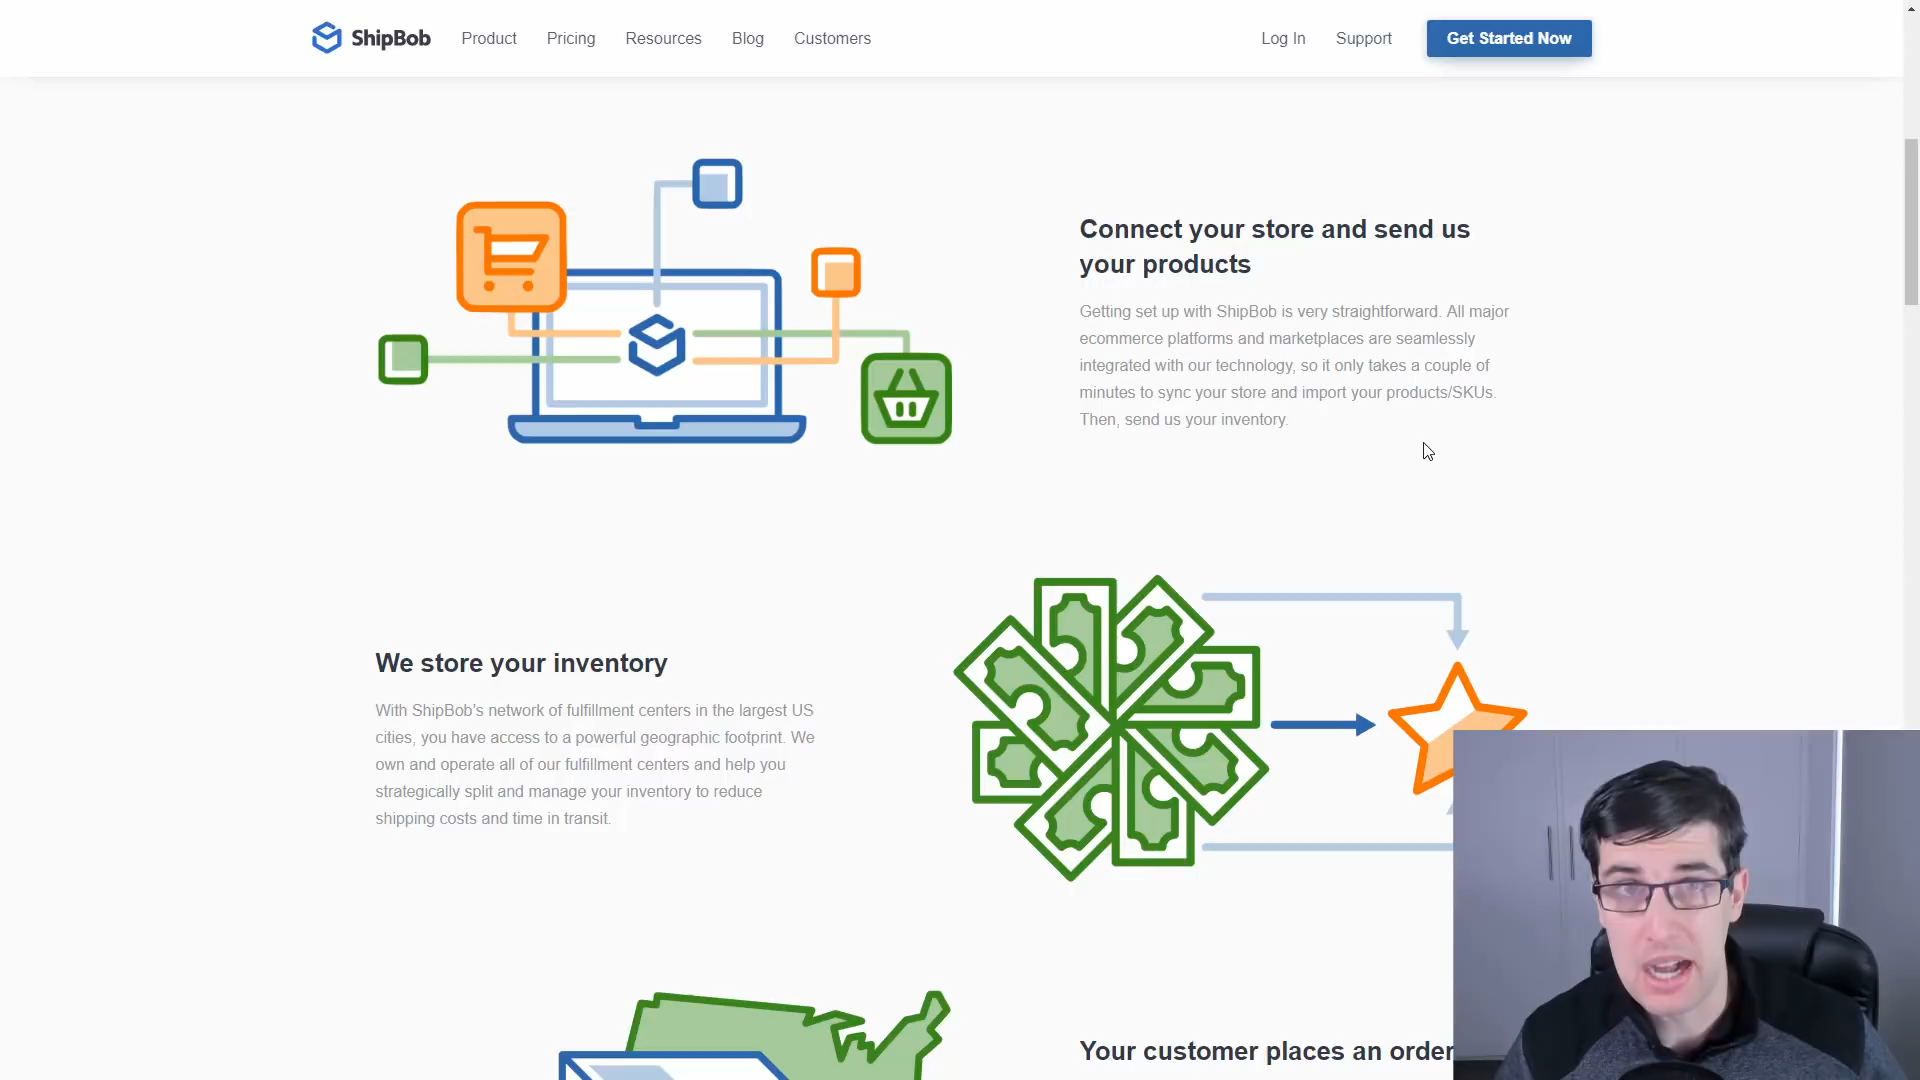 ShipBob
Product
Pricing
Resources
Blog
Customers
Log In
Support
Get Started Now
Connect your store and send us
your products
Getting set up with ShipBob is very straightforward. All major
ecommerce platforms and marketplaces are seamlessly
integrated with our technology, so it only takes a couple of
minutes to sync your store and import your products/SKUs.
Then, send us your inventory.
We store your inventory
With ShipBob's network of fulfillment centers in the largest US
cities, you have access to a powerful geographic footprint. We
own and operate all of our fulfillment centers and help you
strategically split and manage your inventory to reduce
shipping costs and time in transit.
Your customer places an order